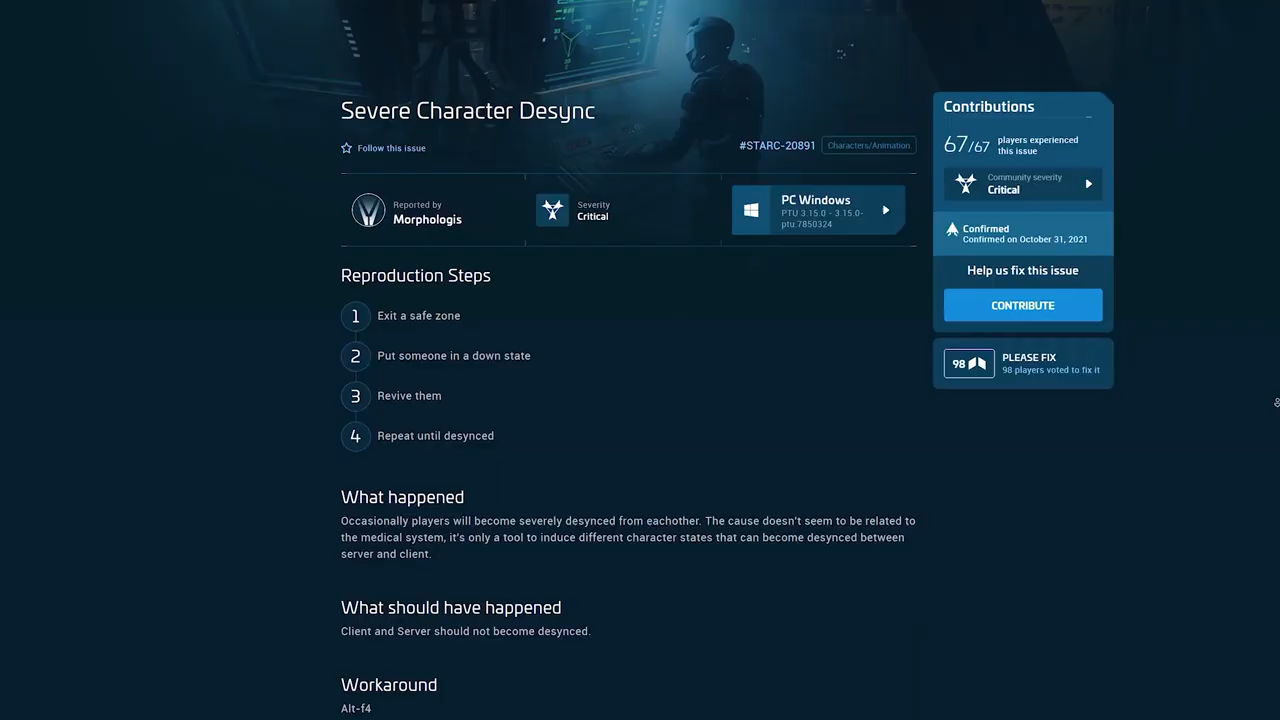 Severe Character Desync
Follow this issue
#STARC-20891
Characters/Animation
Reported by
Morphologis
Severity
Critical
PC Windows
PTU 3.15.0 - 3.15.0-
ptu.7850324
Reproduction Steps
1 Exit a safe zone
2 Put someone in a down state
3 Revive them
4 Repeat until desynced
What happened
Occasionally players will become severely desynced from eachother. The cause doesn't seem to be related to
the medical system, it's only a tool to induce different character states that can become desynced between
server and client.
What should have happened
Client and Server should not become desynced.
Workaround
Alt-f4
Contributions
67/67 players experienced
this issue
Community severity
Critical
Confirmed
Confirmed on October 31, 2021
Help us fix this issue
CONTRIBUTE
98
PLEASE FIX
98 players voted to fix it